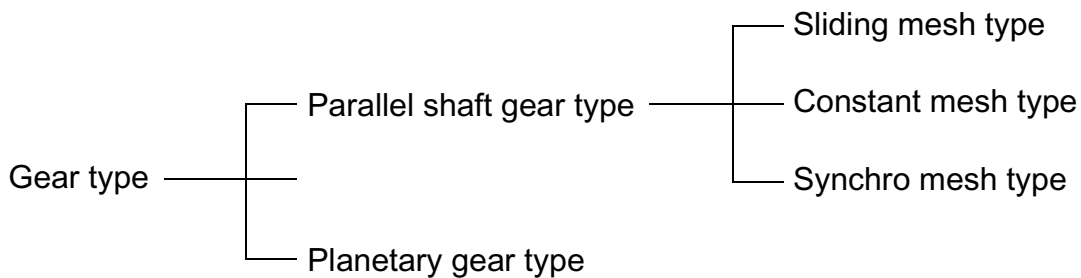 Gear type
Parallel shaft gear type
Planetary gear type
Sliding mesh type
Constant mesh type
Synchro mesh type